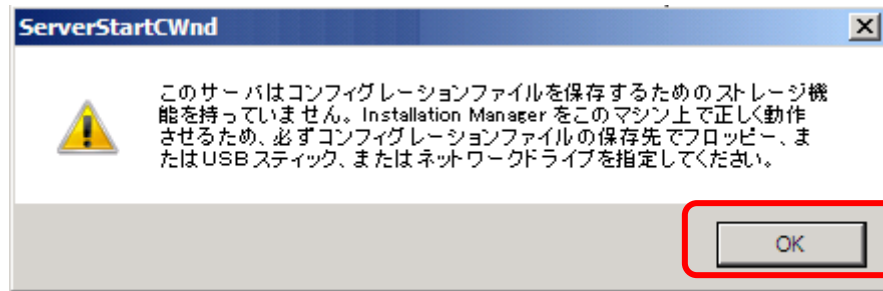 ServerStartCWnd
このサーバはコンフィグレーションファイルを保存するためのストレージ機
能を持っていません。Installation Manager をこのマシン上で正しく動作
させるため、必ずコンフィグレーションファイルの保存先でフロッピー、ま
たはUSBスティック、またはネットワークドライブを指定してください。
OK